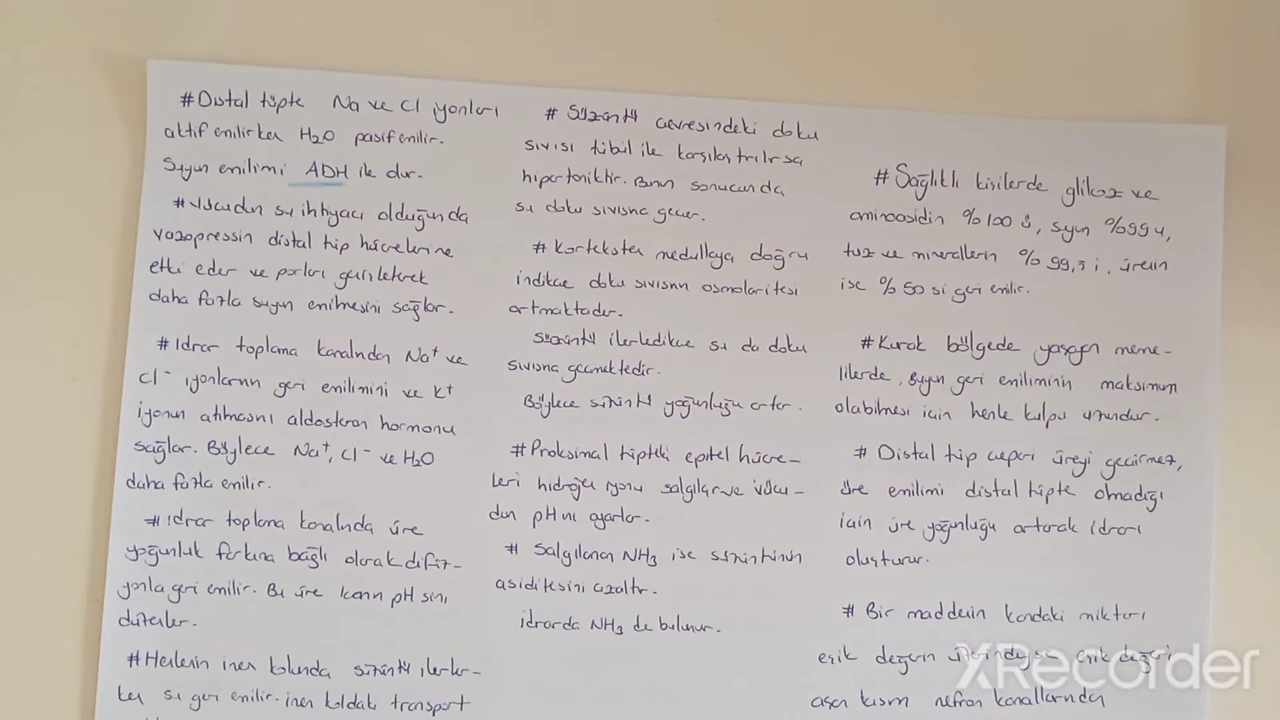 #Distal tüpte Na ve Cl iyonları
aktif emilirken H2O pasif emilir.
Suyun emilimi ADH ile dur.
#Vücudun su ihtiyacı olduğunda
vazopressin distal tüp hücrelerine
etki eder ve porları genişleterek
daha fazla suyun emilmesini sağlar.
#İdrar toplama kanalından Na+ ve
Cl- iyonlarının geri emilimini ve K+
iyonun atılmasını aldosteron hormonu
sağlar. Böylece Na+, Cl- ve H2O
daha fazla emilir.
#İdrar toplama kanalında üre
yoğunluk farkına bağlı olarak difüz-
yonla geri emilir. Bu üre kanın pH sını
düzenler.
#Henlenin inen kolunda süzüntü ilerler-
ken su geri emilir. inen koldaki transport
# Süzüntü çevresindeki doku
sıvısı tübül ile karşılaştırılırsa
hipertoniktir. Bunun sonucunda
su doku sıvısına geçer.
#Korteksten medullaya doğru
indikçe doku sıvısının osmolaritesi
artmaktadır.
Süzüntü ilerledikçe su da doku
sıvısına geçmektedir.
Böylece süzüntü yoğunluğu artar.
#Proksimal tüpteki epitel hücre-
leri hidrojen iyonu salgılar ve vücu-
dun pH nı ayarlar.
# Salgılanan NH3 ise süzüntünün
asiditesini azaltır.
idrarda NH3 de bulunur.
#Sağlıklı kişilerde glikoz ve
aminoasidin %100 ü, suyun %99 u,
tuz ve minerallerin %99,5 i, ürenin
ise %50 si geri emilir.
#Kurak bölgede yaşayan meme-
lilerde, suyun geri emiliminin maksimum
olabilmesi için henle kulpu uzundur.
# Distal tüp çeperi üreyi geçirmez,
üre emilimi distal tüpte olmadığı
için üre yoğunluğu artarak idrarı
oluşturur.
# Bir maddenin kandaki miktarı
eşik değerin üzerindeyse eşik değeri
aşan kısım nefron kanallarından
XRecorder